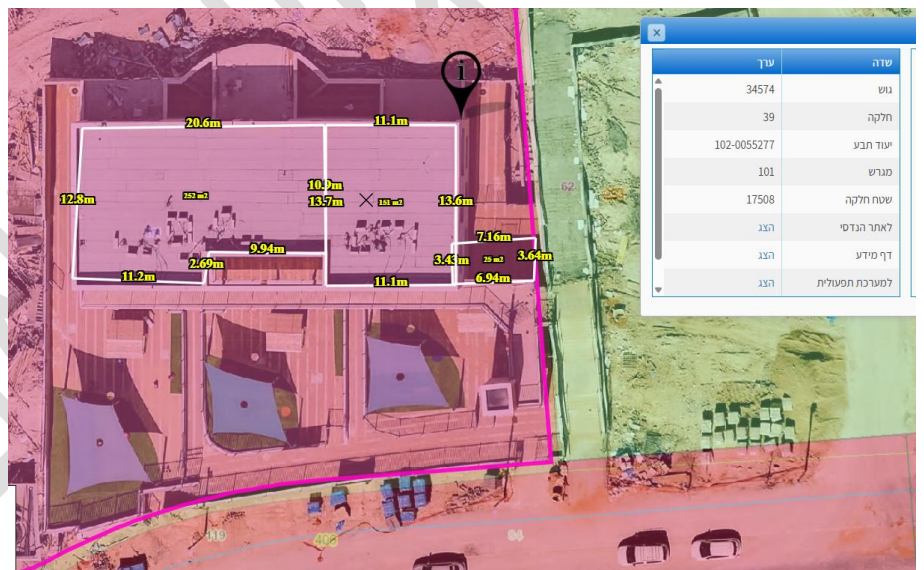 שדה ערך
גוש 34574
חלקה 39
יעוד תבע 102-0055277
מגרש 101
שטח חלקה 17508
לאתר הנדסי הצג
דף מידע הצג
למערכת תפעולית הצג
i
20.6m
11.1m
12.8m
252 m2
10.9m
13.7m
151 m2
13.6m
62
7.16m
9.94m
2.69m
3.43m
25 m2
3.64m
11.2m
11.1m
6.94m
119
406
64